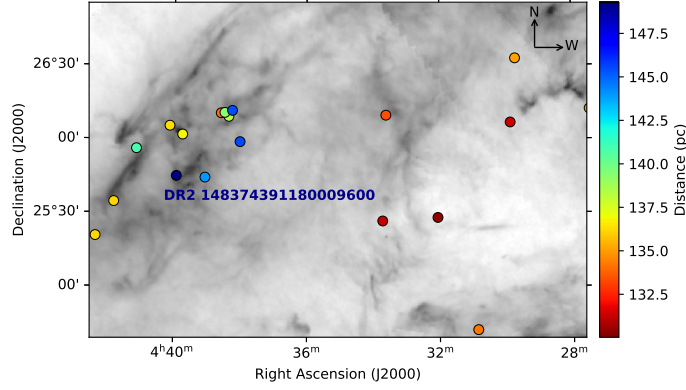 N
W
26°30'
00'
25°30'
00'
Declination (J2000)
DR2 148374391180009600
4ʰ40ᵐ
36ᵐ
32ᵐ
28ᵐ
Right Ascension (J2000)
147.5
145.0
142.5
140.0
137.5
135.0
132.5
Distance (pc)